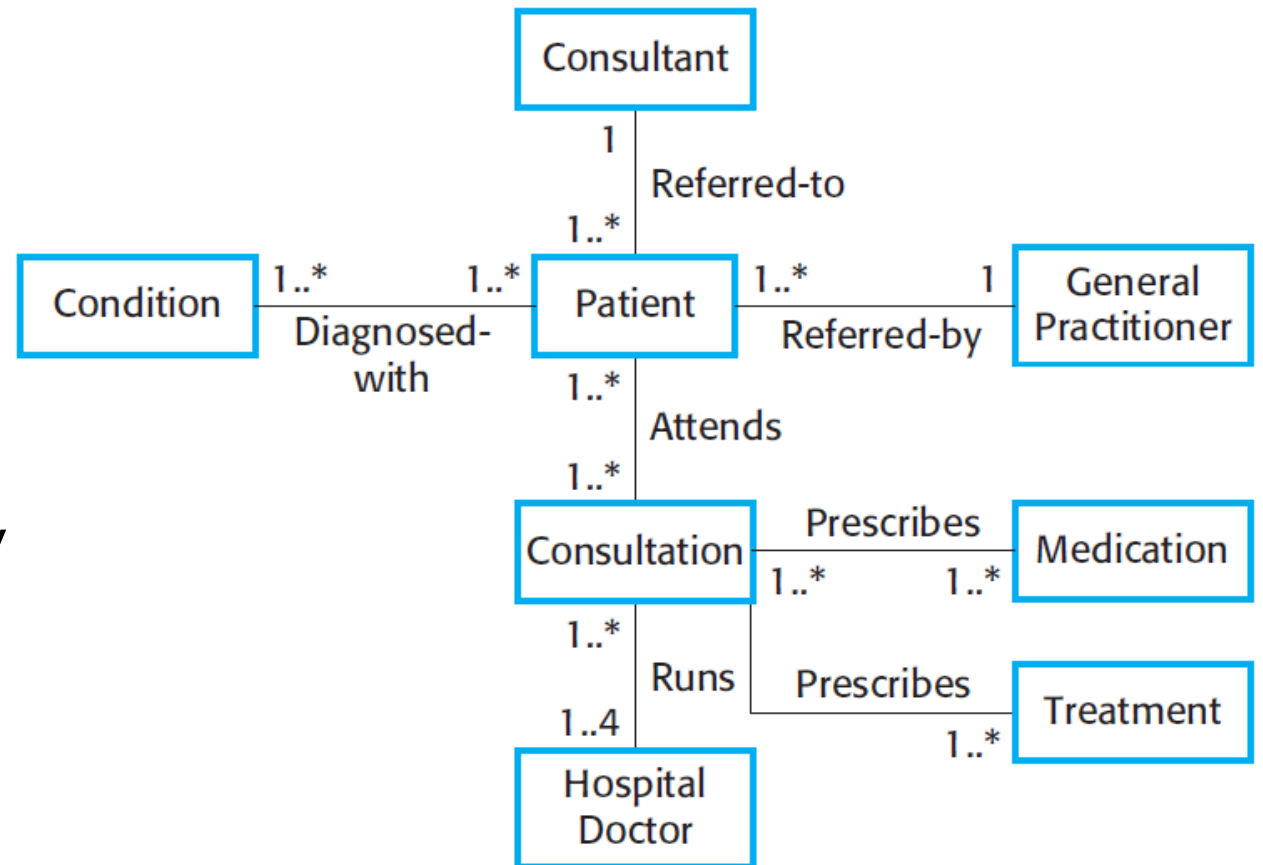 Consultant
1
Referred-to
1..*
Condition
1..*
1..*
Diagnosed-
with
Patient
1..*
1
Referred-by
General
Practitioner
1..*
Attends
1..*
Consultation
Prescribes
1..*
1..*
Medication
1..*
Runs
1..4
Prescribes
1..*
Treatment
Hospital
Doctor